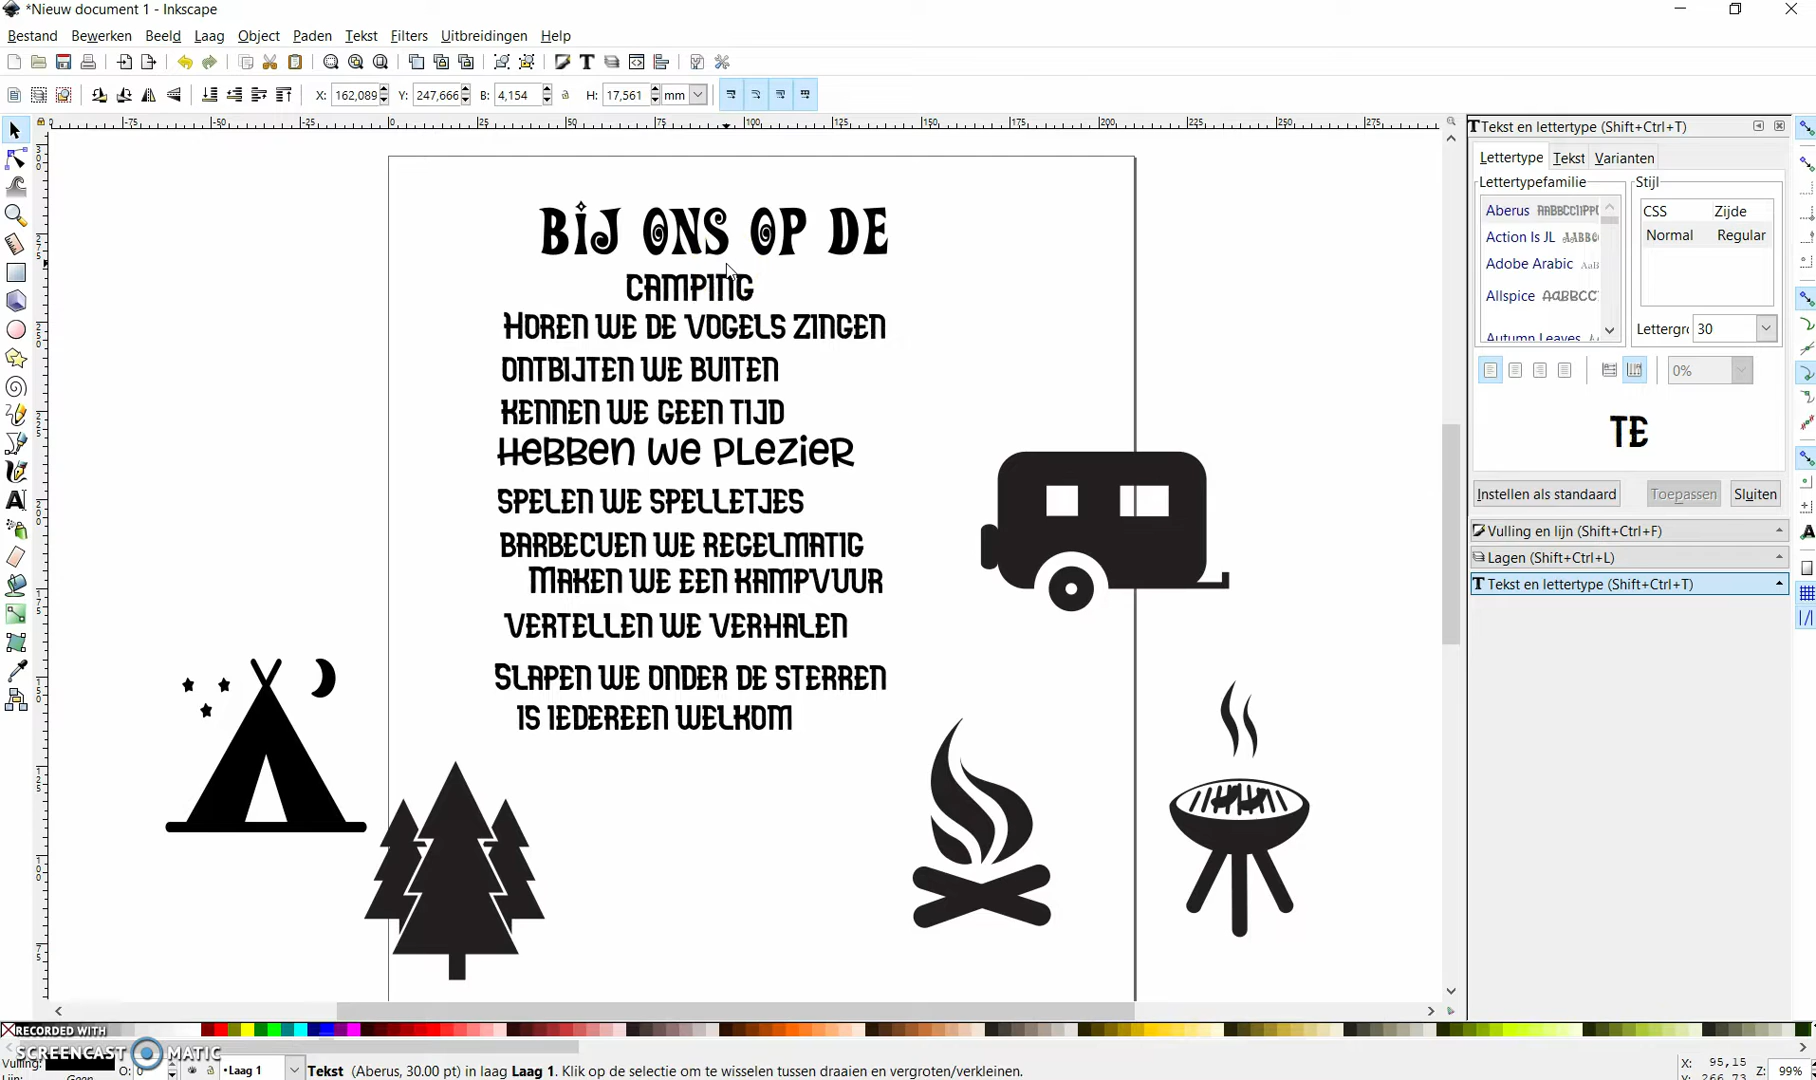 *Nieuw document 1 - Inkscape
Bestand Bewerken Beeld Laag Object Paden Tekst Filters Uitbreidingen Help
X: 162,089 Y: 247,666 B: 4,154 H: 17,561 mm
BIJ ONS OP DE
CAMPING
HOREN WE DE VOGELS ZINGEN
ONTBIJTEN WE BUITEN
KENNEN WE GEEN TIJD
HEBBEN WE PLEZIER
SPELEN WE SPELLETJES
BARBECUEN WE REGELMATIG
MAKEN WE EEN KAMPVUUR
VERTELLEN WE VERHALEN
SLAPEN WE ONDER DE STERREN
IS IEDEREEN WELKOM
Tekst en lettertype (Shift+Ctrl+T)
Lettertype Tekst Varianten
Lettertypefamilie Stijl
Aberus AABBCCIIPP CSS Zijde
Action Is JL AABBC Normal Regular
Adobe Arabic AaB
Allspice AABBCC
Autumn Leaves
Lettergr 30
0%
TE
Instellen als standaard Toepassen Sluiten
Vulling en lijn (Shift+Ctrl+F)
Lagen (Shift+Ctrl+L)
Tekst en lettertype (Shift+Ctrl+T)
RECORDED WITH
SCREENCAST MATIC
Vulling: O: 0 Laag 1 Tekst (Aberus, 30.00 pt) in laag Laag 1. Klik op de selectie om te wisselen tussen draaien en vergroten/verkleinen. X: 95,15 Z: 99%
Y: 266,73